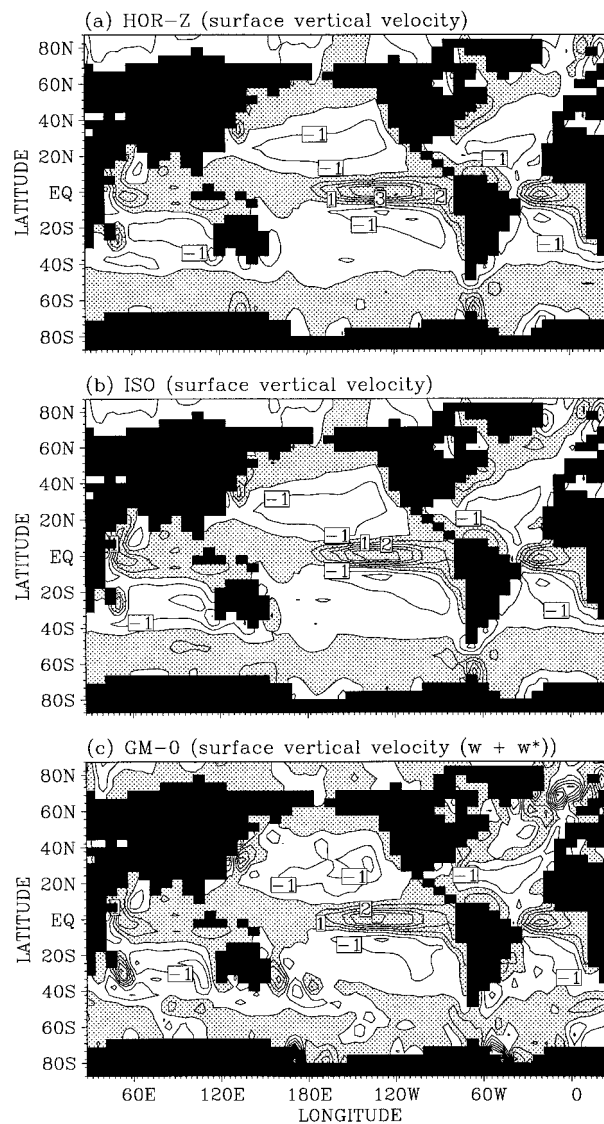 (a) HOR-Z (surface vertical velocity)
80N
60N
40N
20N
EQ
20S
40S
60S
80S
LATITUDE
-1
-1
-1
1
3
2
-1
-1
-1
(b) ISO (surface vertical velocity)
80N
60N
40N
20N
EQ
20S
40S
60S
80S
LATITUDE
-1
-1
-1
1
2
-1
-1
-1
(c) GM-0 (surface vertical velocity (w + w*))
80N
60N
40N
20N
EQ
20S
40S
60S
80S
LATITUDE
-1
-1
-1
2
1
-1
-1
-1
60E 120E 180E 120W 60W 0
LONGITUDE